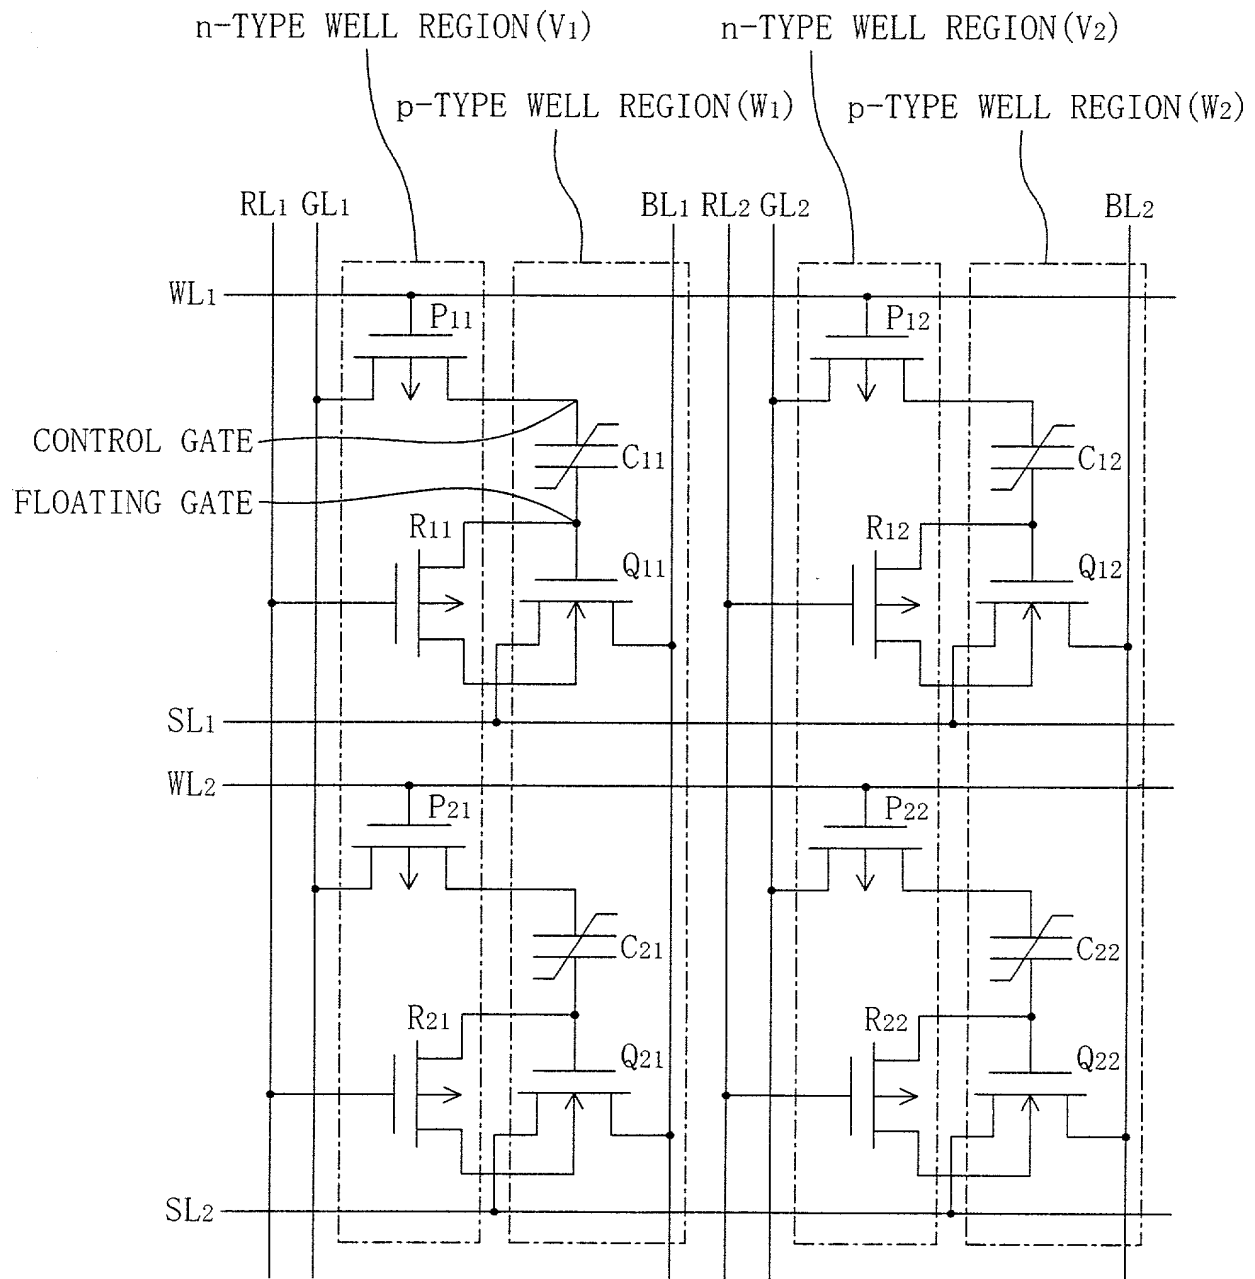 n-TYPE WELL REGION(V1) n-TYPE WELL REGION(V2)
p-TYPE WELL REGION(W1) p-TYPE WELL REGION(W2)
RL1 GL1 BL1 RL2 GL2 BL2
WL1
P11 P12
CONTROL GATE
C11 C12
FLOATING GATE
R11 R12
Q11 Q12
SL1
WL2
P21 P22
C21 C22
R21 R22
Q21 Q22
SL2